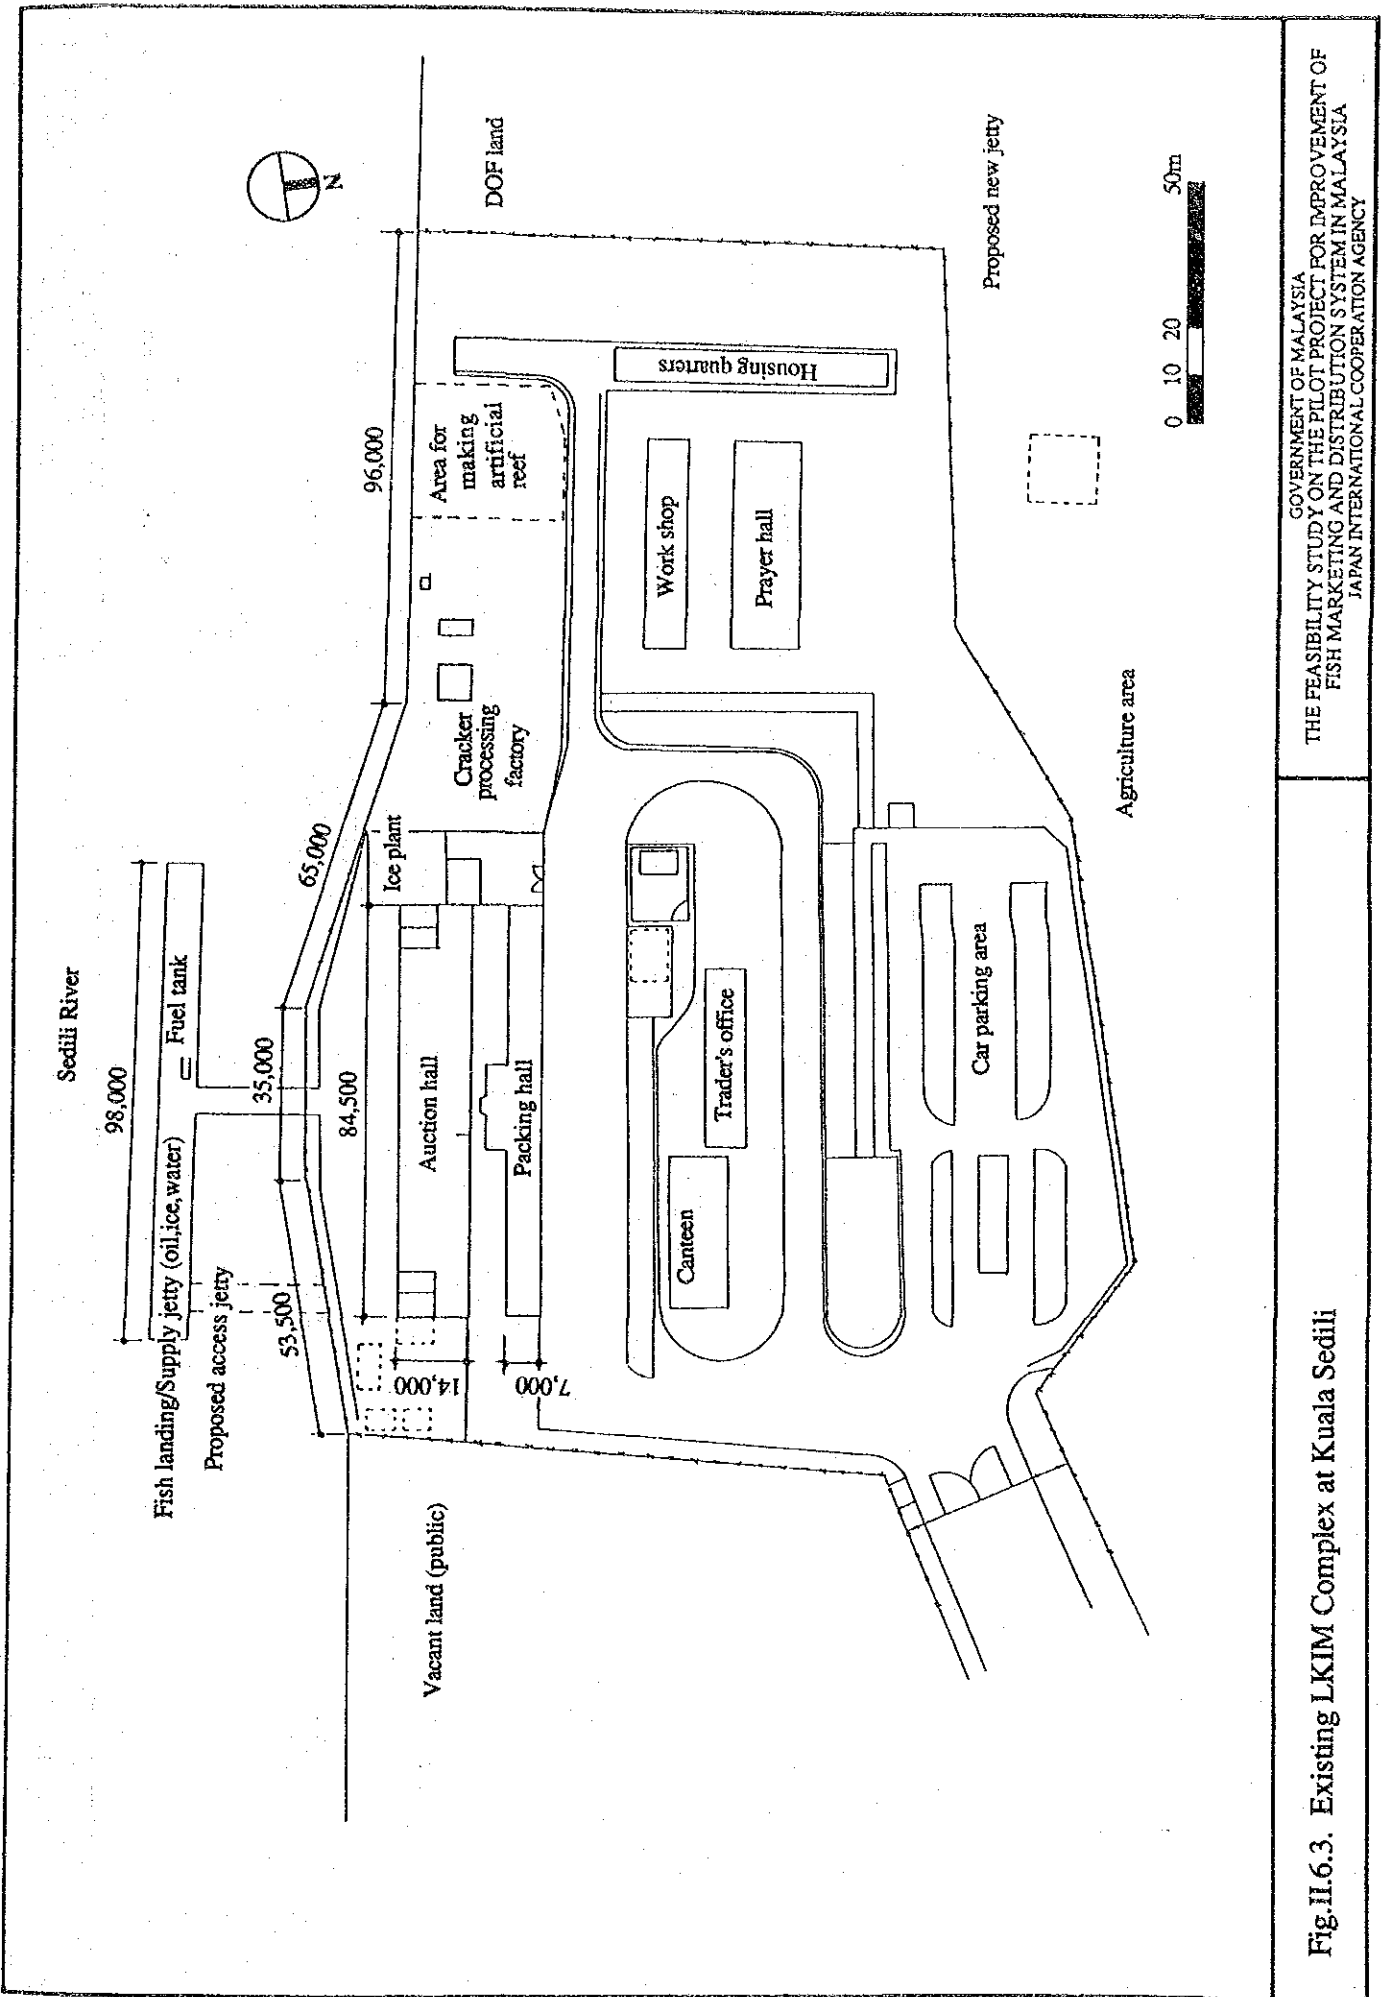 Sedili River
98,000
Fish landing/Supply jetty (oil,ice,water)
Fuel tank
Proposed access jetty
53,500
35,000
65,000
96,000
84,500
N
DOF land
Vacant land (public)
14,000
7,000
Auction hall
Packing hall
Ice plant
Cracker
processing
factory
Area for
making
artificial
reef
Housing quarters
Work shop
Prayer hall
Canteen
Trader's office
Car parking area
Agriculture area
Proposed new jetty
0 10 20 50m
Fig.II.6.3. Existing LKIM Complex at Kuala Sedili
GOVERNMENT OF MALAYSIA
THE FEASIBILITY STUDY ON THE PILOT PROJECT FOR IMPROVEMENT OF
FISH MARKETING AND DISTRIBUTION SYSTEM IN MALAYSIA
JAPAN INTERNATIONAL COOPERATION AGENCY